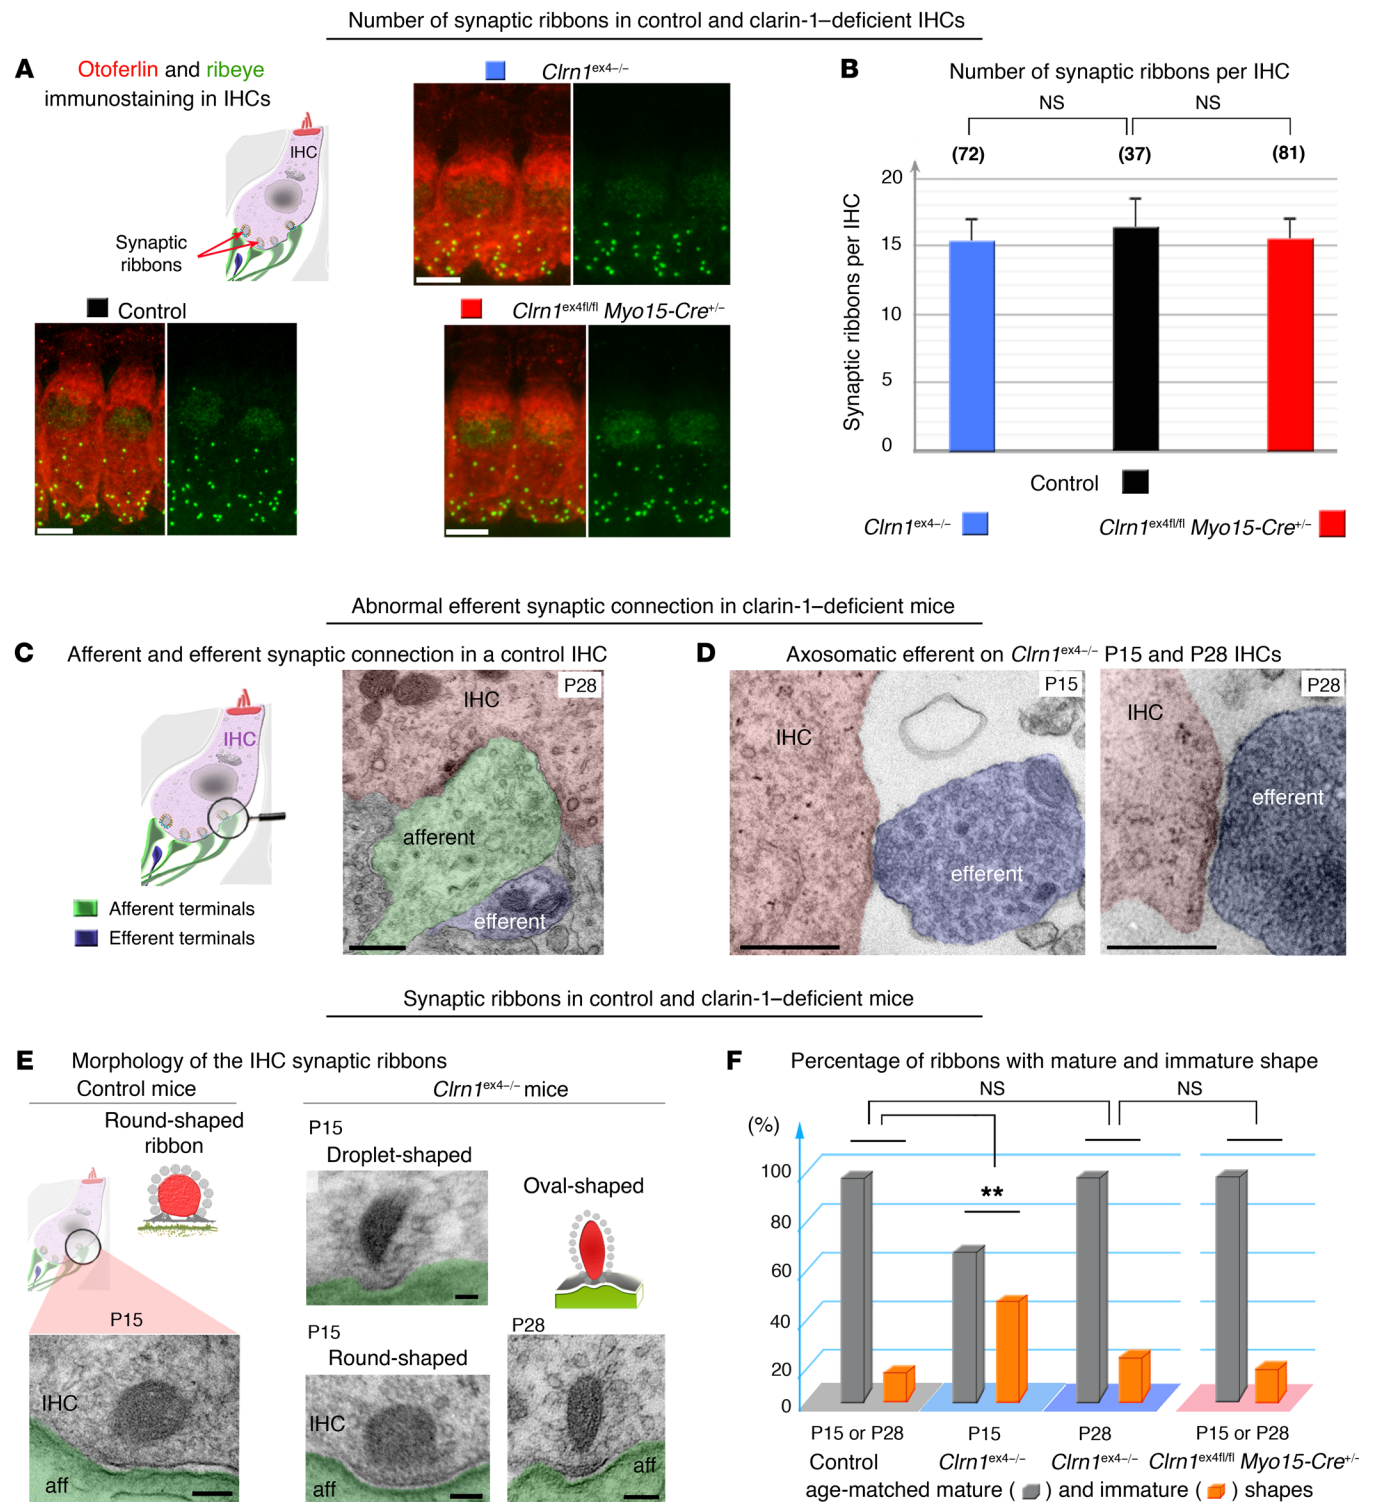 Number of synaptic ribbons in control and clarin-1–deficient IHCs
A
Otoferlin and ribeye
immunostaining in IHCs
IHC
Synaptic
ribbons
Control
Clrn1ex4–/–
Clrn1ex4fl/fl Myo15-Cre+/–
B
Number of synaptic ribbons per IHC
NS
NS
(72)
(37)
(81)
Synaptic ribbons per IHC
20
15
10
5
0
Control
Clrn1ex4–/–
Clrn1ex4fl/fl Myo15-Cre+/–
Abnormal efferent synaptic connection in clarin-1–deficient mice
C
Afferent and efferent synaptic connection in a control IHC
IHC
Afferent terminals
Efferent terminals
IHC
P28
afferent
efferent
D
Axosomatic efferent on Clrn1ex4–/– P15 and P28 IHCs
P15
IHC
efferent
P28
IHC
efferent
Synaptic ribbons in control and clarin-1–deficient mice
E
Morphology of the IHC synaptic ribbons
Control mice
Round-shaped
ribbon
P15
IHC
aff
Clrn1ex4–/– mice
P15
Droplet-shaped
Oval-shaped
P15
Round-shaped
IHC
aff
P28
aff
F
Percentage of ribbons with mature and immature shape
NS
NS
(%)
**
100
80
60
40
20
0
P15 or P28
P15
P28
P15 or P28
Control
Clrn1ex4–/–
Clrn1ex4–/–
Clrn1ex4fl/fl Myo15-Cre+/–
age-matched mature ( ) and immature ( ) shapes